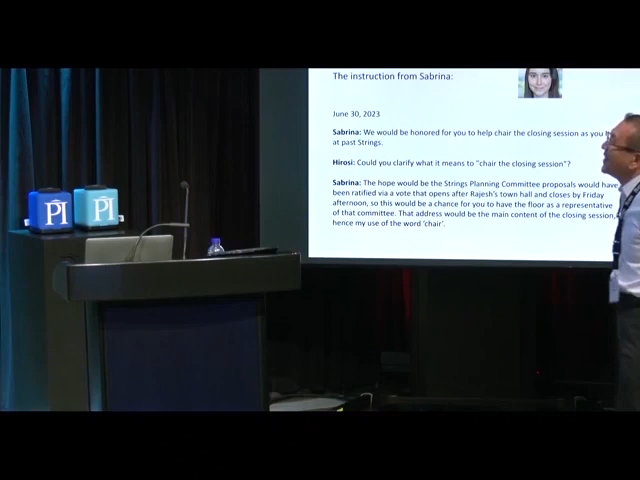 The instruction from Sabrina:
June 30, 2023
Sabrina: We would be honored for you to help chair the closing session as you
at past Strings.
Hirosi: Could you clarify what it means to "chair the closing session"?
Sabrina: The hope would be the Strings Planning Committee proposals would have
been ratified via a vote that opens after Rajesh's town hall and closes by Friday
afternoon, so this would be a chance for you to have the floor as a representative
of that committee. That address would be the main content of the closing session,
hence my use of the word 'chair'.
PI
PI